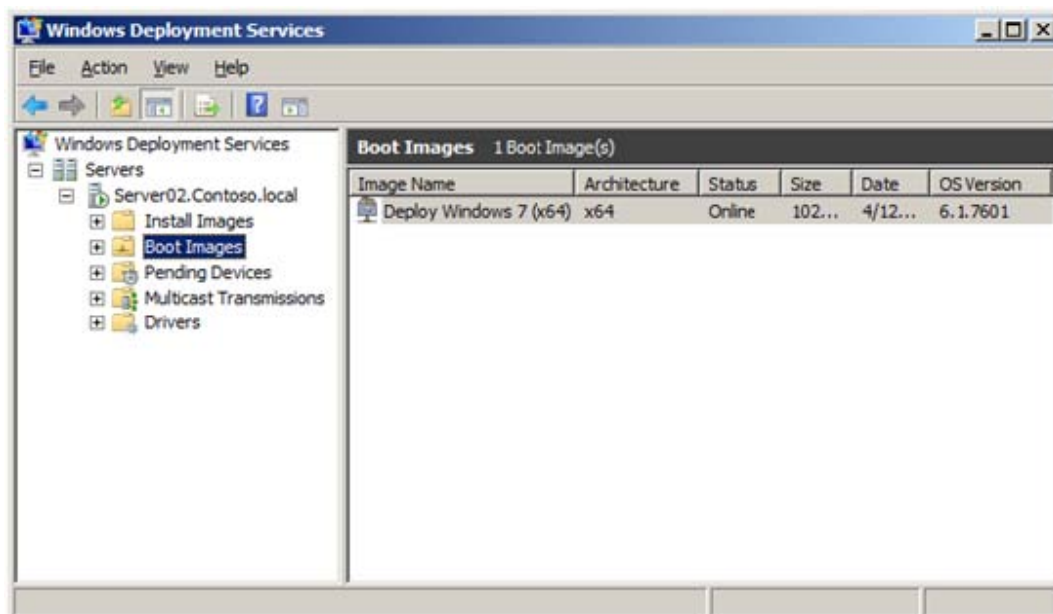 Windows Deployment Services
File Action View Help
Windows Deployment Services
Servers
Server02.Contoso.local
Install Images
Boot Images
Pending Devices
Multicast Transmissions
Drivers
Boot Images 1 Boot Image(s)
Image Name Architecture Status Size Date OS Version
Deploy Windows 7 (x64) x64 Online 102... 4/12... 6.1.7601